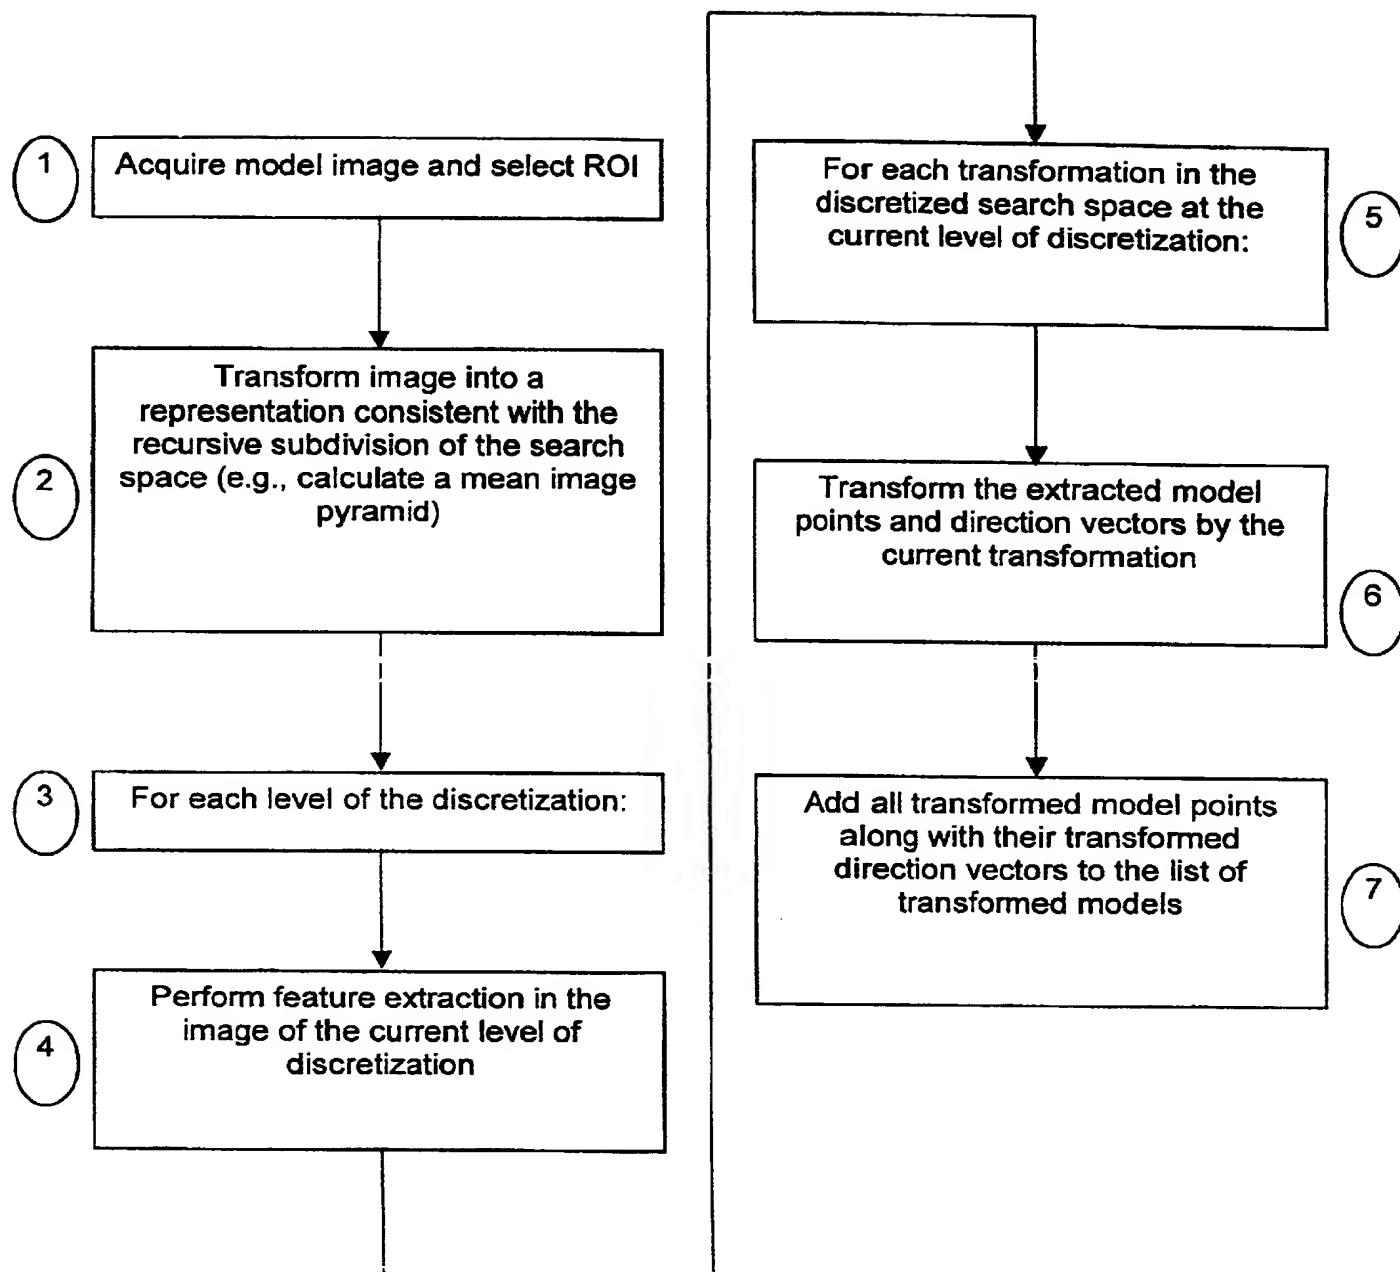 1
Acquire model image and select ROI
2
Transform image into a
representation consistent with the
recursive subdivision of the search
space (e.g., calculate a mean image
pyramid)
3
For each level of the discretization:
4
Perform feature extraction in the
image of the current level of
discretization
For each transformation in the
discretized search space at the
current level of discretization:
5
Transform the extracted model
points and direction vectors by the
current transformation
6
Add all transformed model points
along with their transformed
direction vectors to the list of
transformed models
7